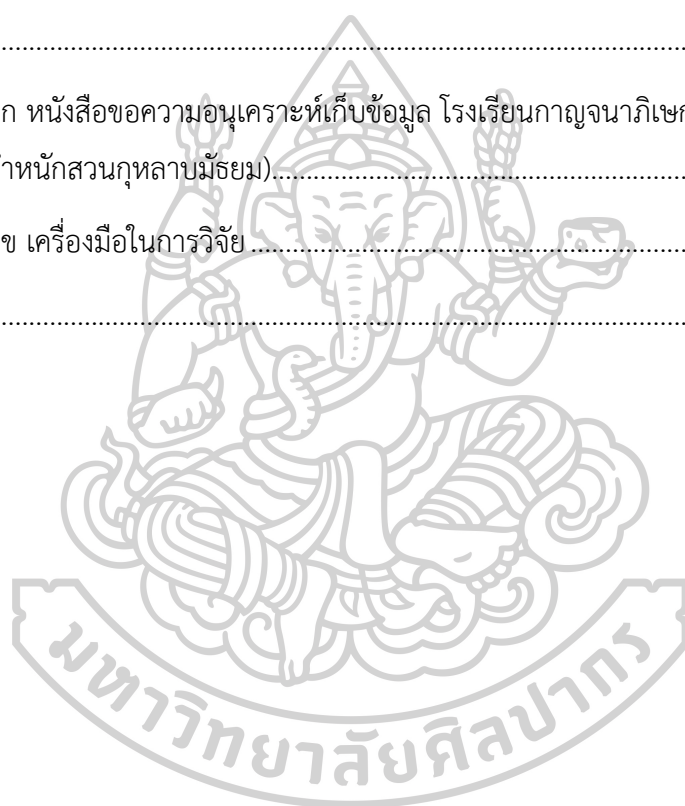 ........................................................................................................
ก หนังสือขอความอนุเคราะห์เก็บข้อมูล โรงเรียนกาญจนาภิเษก
ำหนักสวนกุหลาบมัธยม)..............................................................
ข เครื่องมือในการวิจัย.................................................................
........................................................................................................
มหาวิทยาลัยศิลปากร